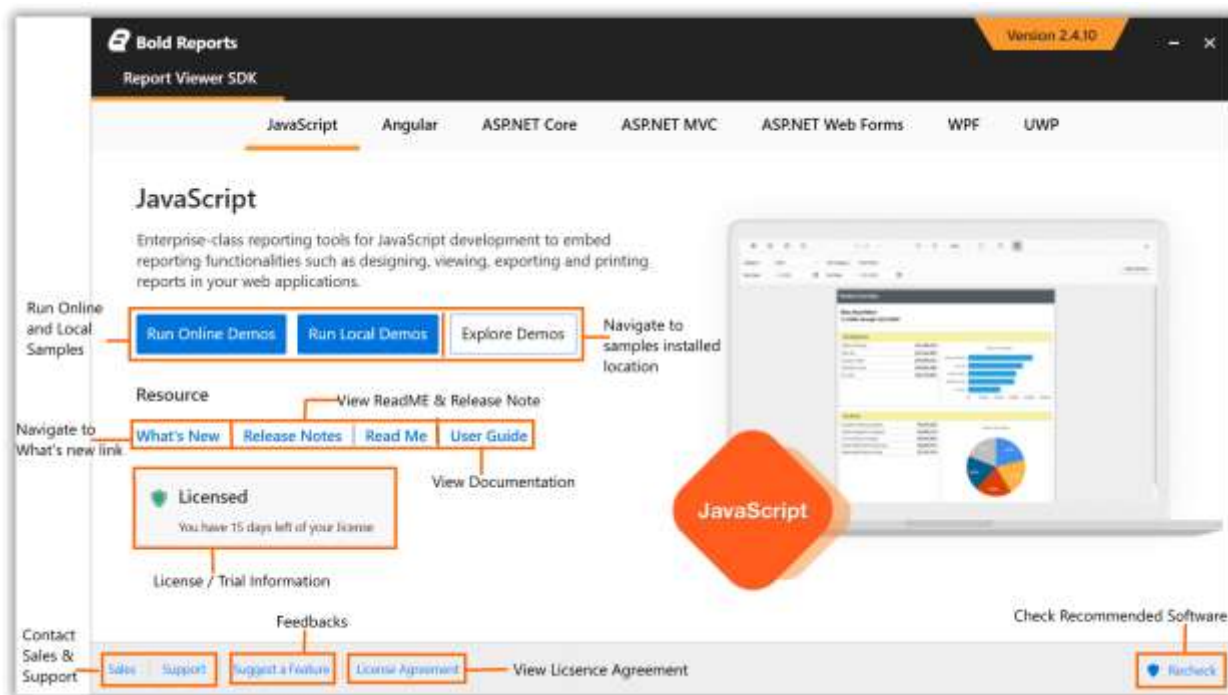 Bold Reports
Version 2.4.10
Report Viewer SDK
JavaScript Angular ASP.NET Core ASP.NET MVC ASP.NET Web Forms WPF UWP
JavaScript
Enterprise-class reporting tools for JavaScript development to embed
reporting functionalities such as designing, viewing, exporting and printing
reports in your web applications.
Run Online
and Local
Samples
Run Online Demos Run Local Demos Explore Demos
Navigate to
samples installed
location
Resource
View ReadME & Release Note
Navigate to
What's new link
What's New Release Notes Read Me User Guide
View Documentation
Licensed
You have 15 days left of your license
License / Trial Information
JavaScript
Feedbacks
Check Recommended Software
Contact
Sales &
Support
Sales Support Suggest a Feature License Agreement
View Licsence Agreement
Recheck